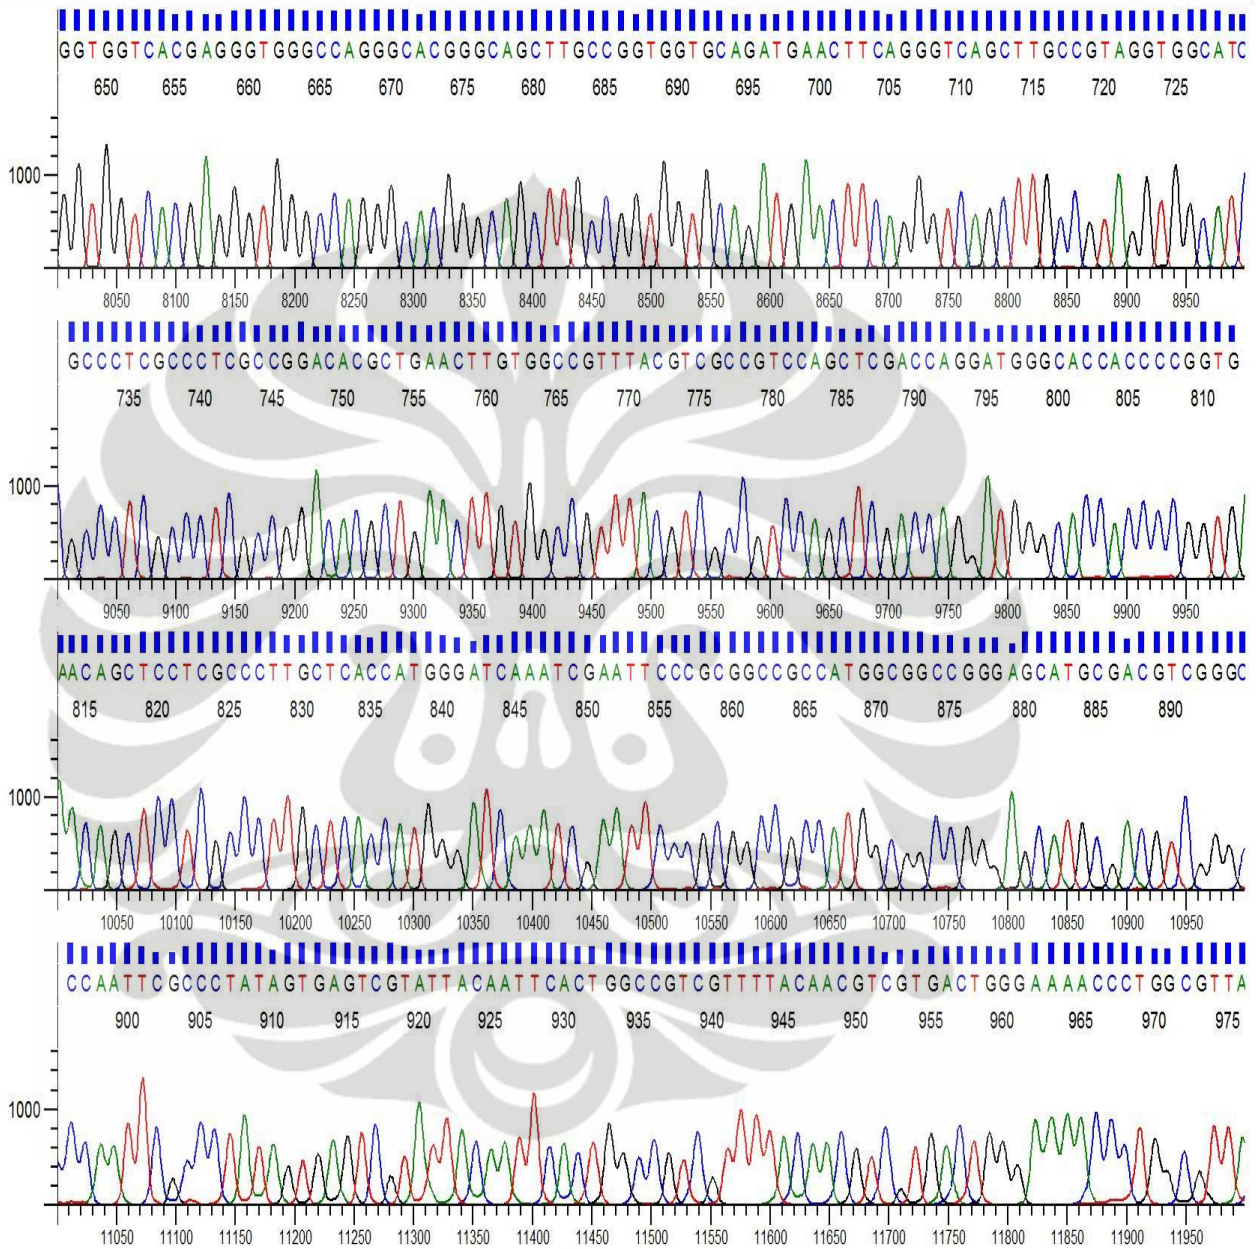 GGTGGTCACGAGGGTGGGCCAGGGCACGGGCAGCTTGCCGGTGGTGCAGATGAACTTCAGGGTCAGCTTGCCGTAGGTGGCATC
650 655 660 665 670 675 680 685 690 695 700 705 710 715 720 725
1000
8050 8100 8150 8200 8250 8300 8350 8400 8450 8500 8550 8600 8650 8700 8750 8800 8850 8900 8950
GCCCTCGCCCTCGCCGGACACGCTGAACTTGTGGCCGTTTACGTCGCCGTCCAGCTCGACCAGGATGGGCACCACCCCGGTG
735 740 745 750 755 760 765 770 775 780 785 790 795 800 805 810
1000
9050 9100 9150 9200 9250 9300 9350 9400 9450 9500 9550 9600 9650 9700 9750 9800 9850 9900 9950
AACAGCTCCTCGCCCTTGCTCACCATGGGATCAAATCGAATTCCCGCGGCCGCCATGGCGGCCGGGAGCATGCGACGTCGGGC
815 820 825 830 835 840 845 850 855 860 865 870 875 880 885 890
1000
10050 10100 10150 10200 10250 10300 10350 10400 10450 10500 10550 10600 10650 10700 10750 10800 10850 10900 10950
CCAATTCGCCCTATAGTGAGTCGTATTACAATTCACTGGCCGTCGTTTTACAACGTCGTGACTGGGAAAACCCTGGCGTTA
900 905 910 915 920 925 930 935 940 945 950 955 960 965 970 975
1000
11050 11100 11150 11200 11250 11300 11350 11400 11450 11500 11550 11600 11650 11700 11750 11800 11850 11900 11950